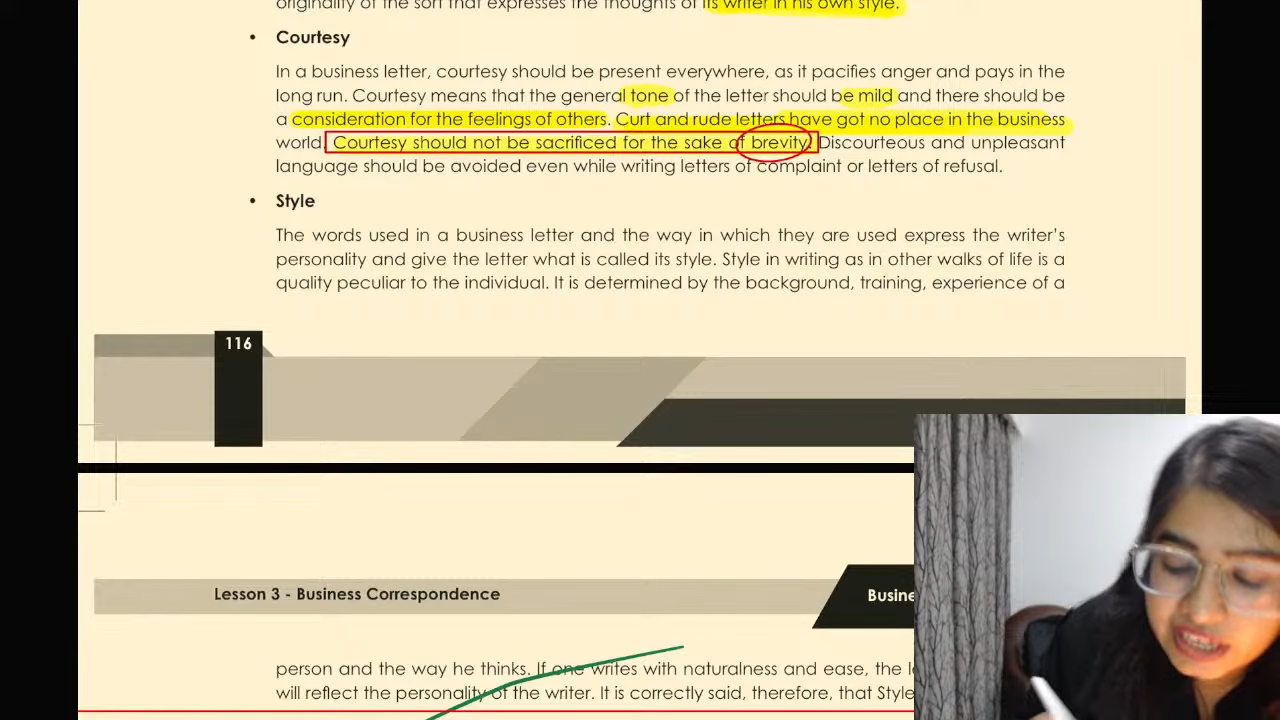 originality of the sort that expresses the thoughts of its writer in his own style.
• Courtesy
In a business letter, courtesy should be present everywhere, as it pacifies anger and pays in the
long run. Courtesy means that the general tone of the letter should be mild and there should be
a consideration for the feelings of others. Curt and rude letters have got no place in the business
world. Courtesy should not be sacrificed for the sake of brevity. Discourteous and unpleasant
language should be avoided even while writing letters of complaint or letters of refusal.
• Style
The words used in a business letter and the way in which they are used express the writer's
personality and give the letter what is called its style. Style in writing as in other walks of life is a
quality peculiar to the individual. It is determined by the background, training, experience of a
116
Lesson 3 - Business Correspondence
person and the way he thinks. If one writes with naturalness and ease, the
will reflect the personality of the writer. It is correctly said, therefore, that Style